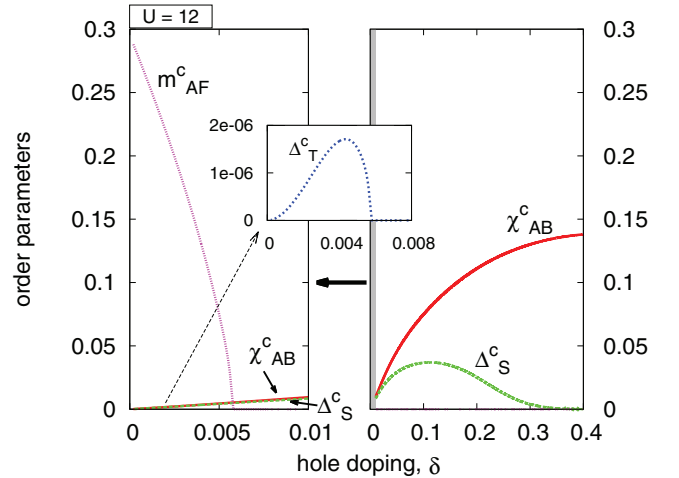 U = 12
order parameters
0.3
0.25
0.2
0.15
0.1
0.05
0
m^c_AF
2e-06
1e-06
0
Δ^c_T
0 0.004 0.008
χ^c_AB
Δ^c_S
0 0.005 0.01
χ^c_AB
Δ^c_S
0.3
0.25
0.2
0.15
0.1
0.05
0
0 0.1 0.2 0.3 0.4
hole doping, δ